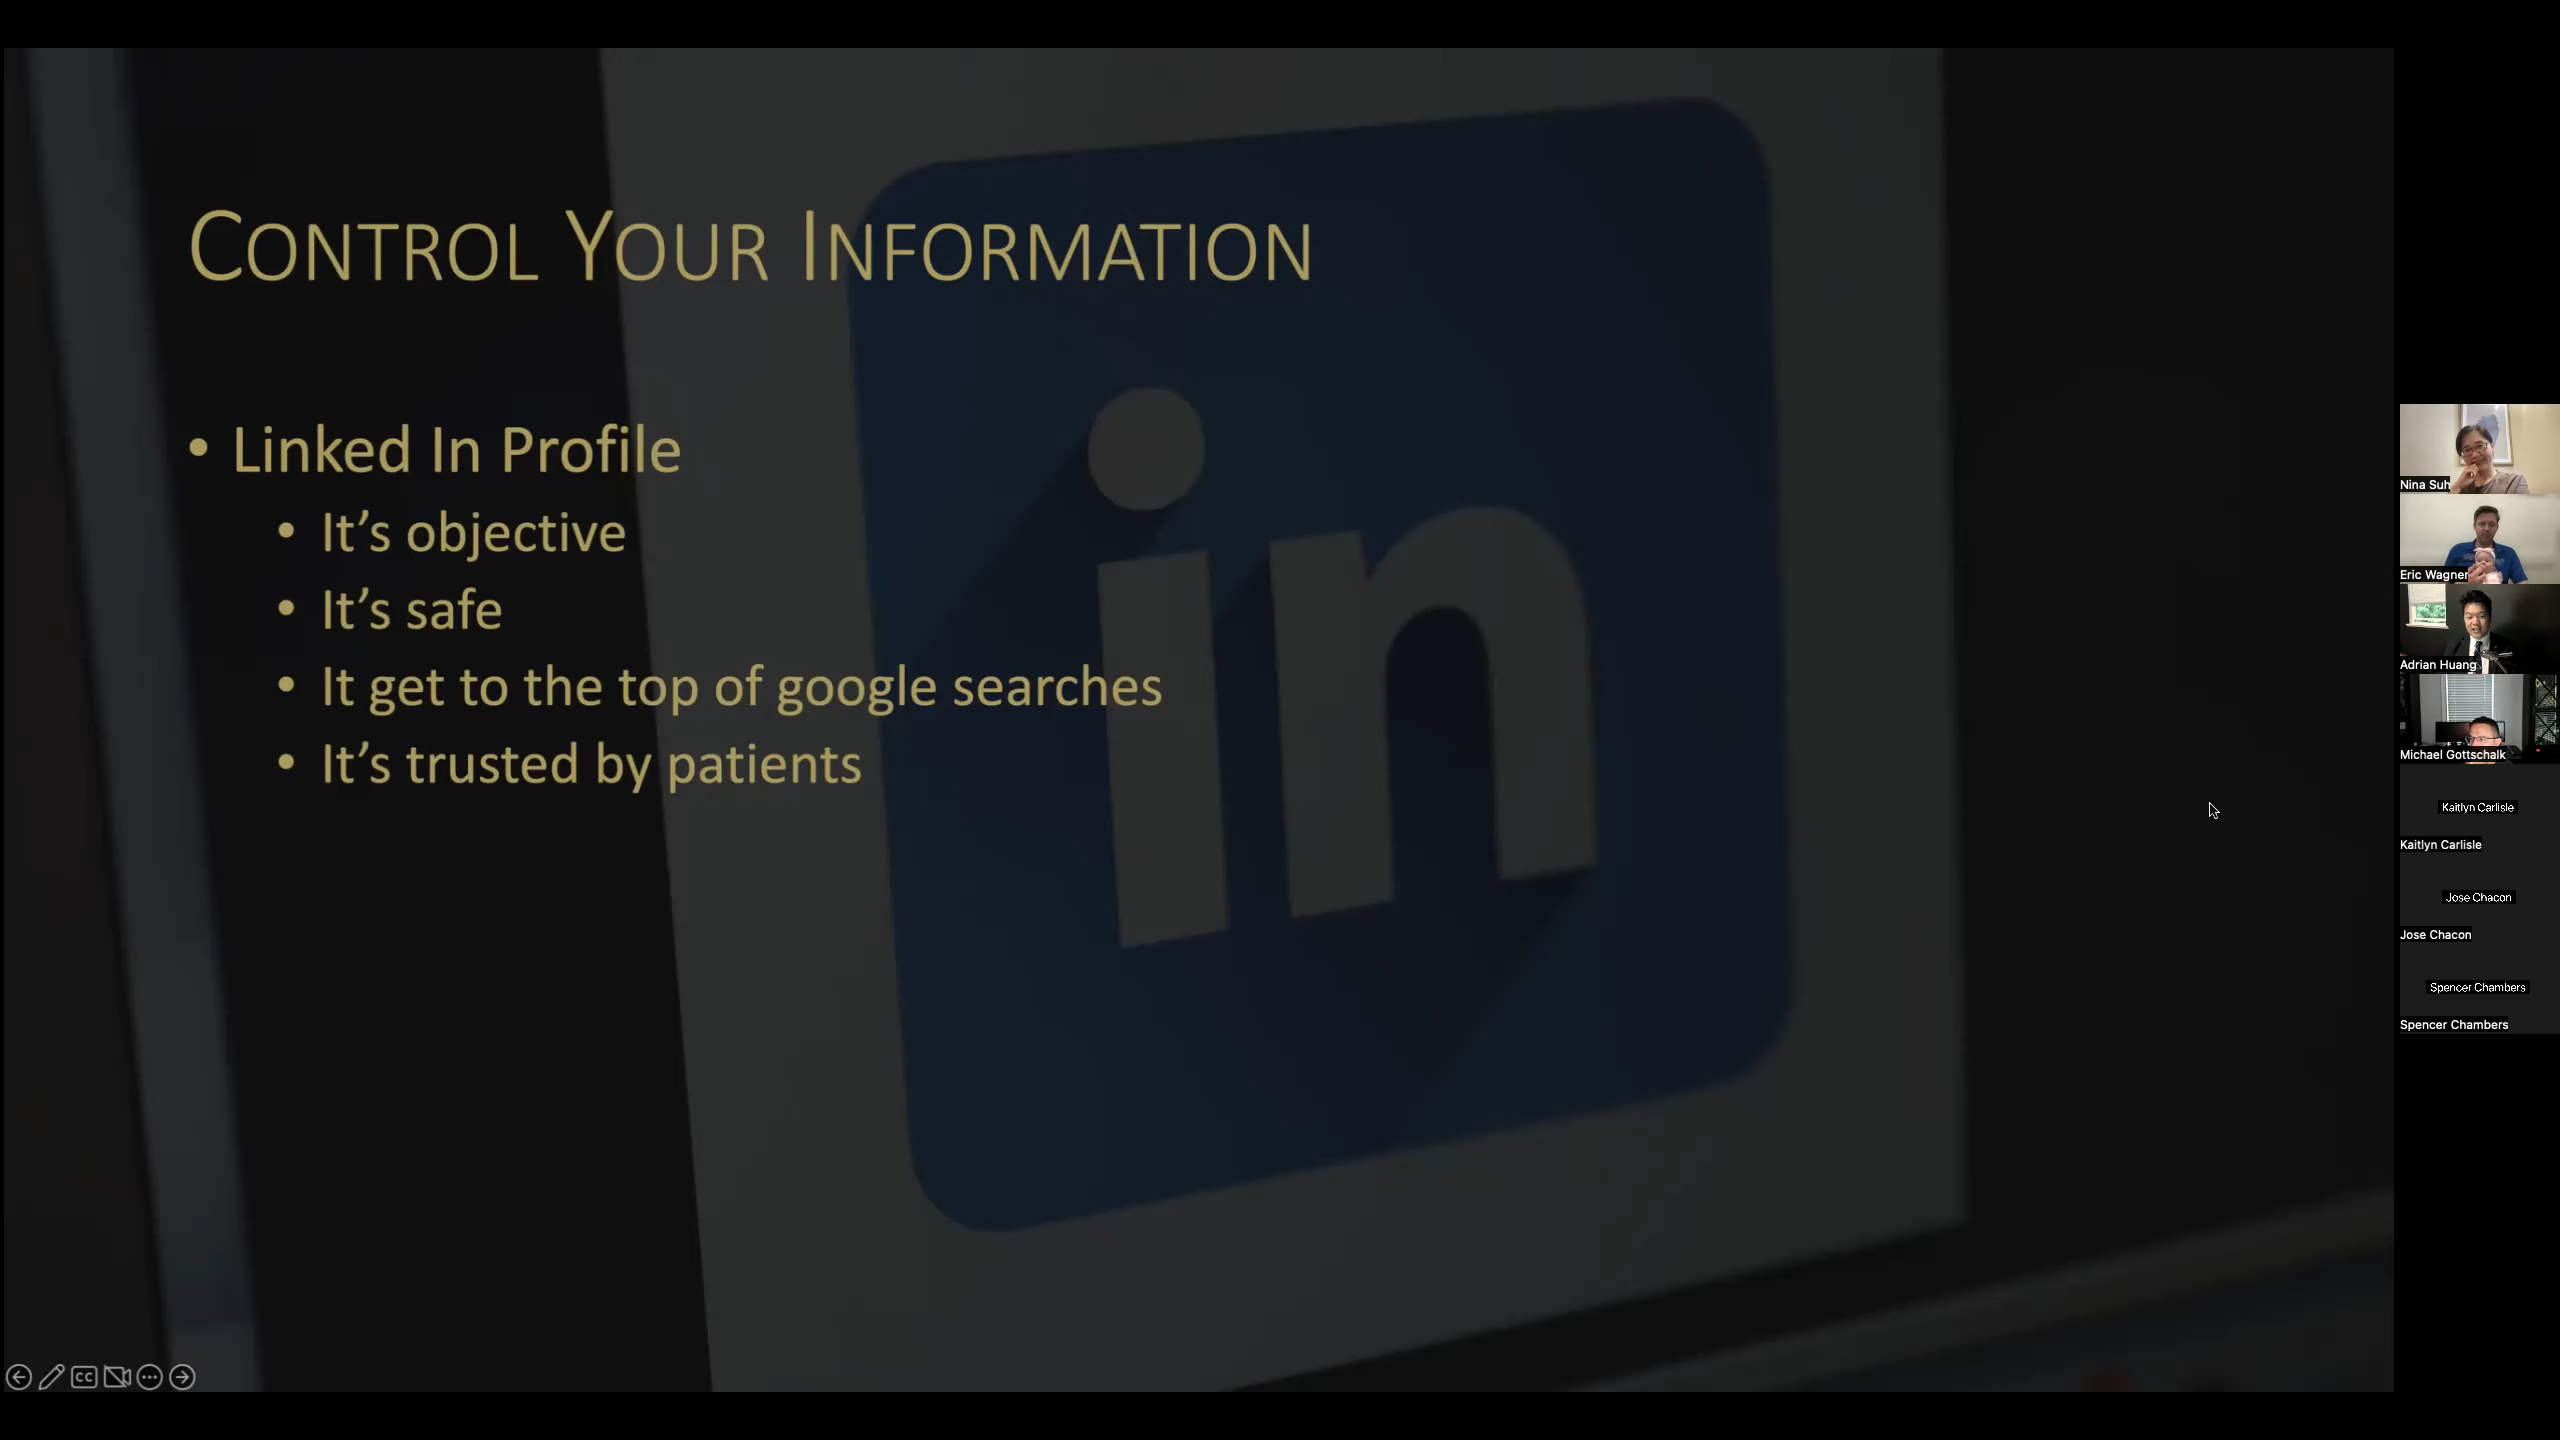 Control Your Information
• Linked In Profile
• It's objective
• It's safe
• It get to the top of google searches
• It's trusted by patients
in
CC
Nina Suh
Eric Wagner
Adrian Huang
Michael Gottschalk
Kaitlyn Carlisle
Kaitlyn Carlisle
Jose Chacon
Jose Chacon
Spencer Chambers
Spencer Chambers